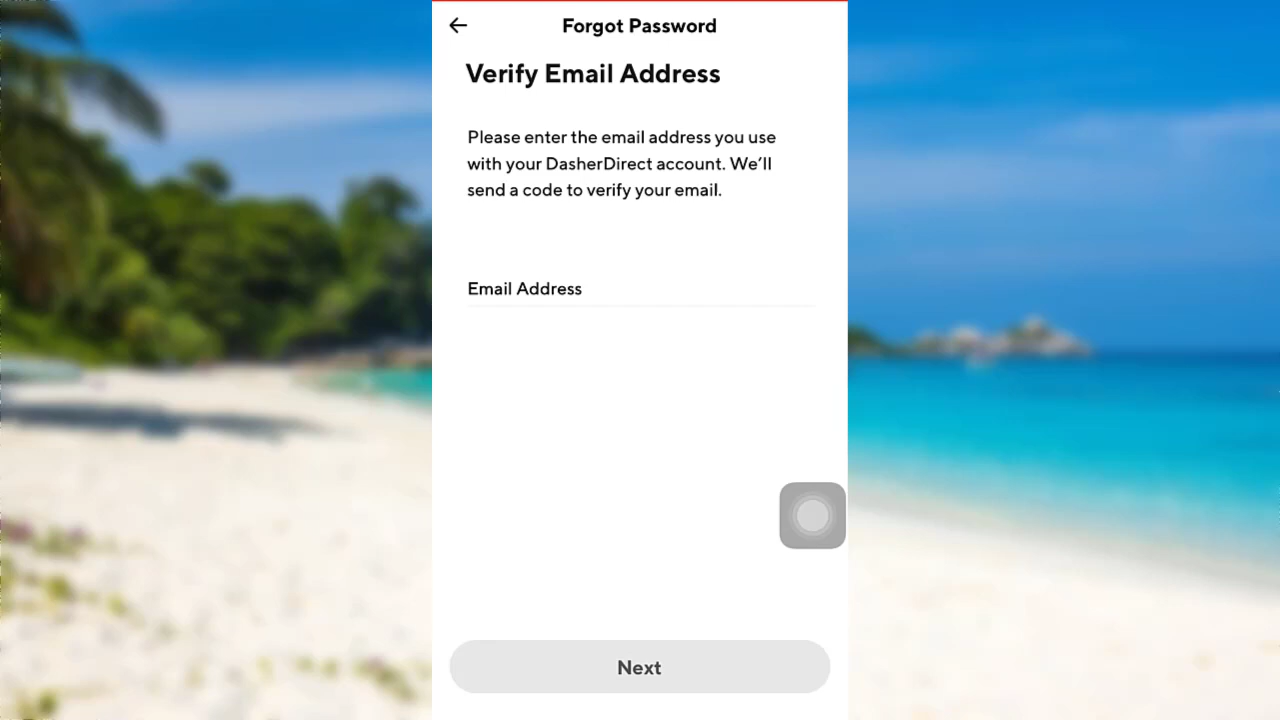 Forgot Password
Verify Email Address
Please enter the email address you use
with your DasherDirect account. We’ll
send a code to verify your email.
Email Address
Next